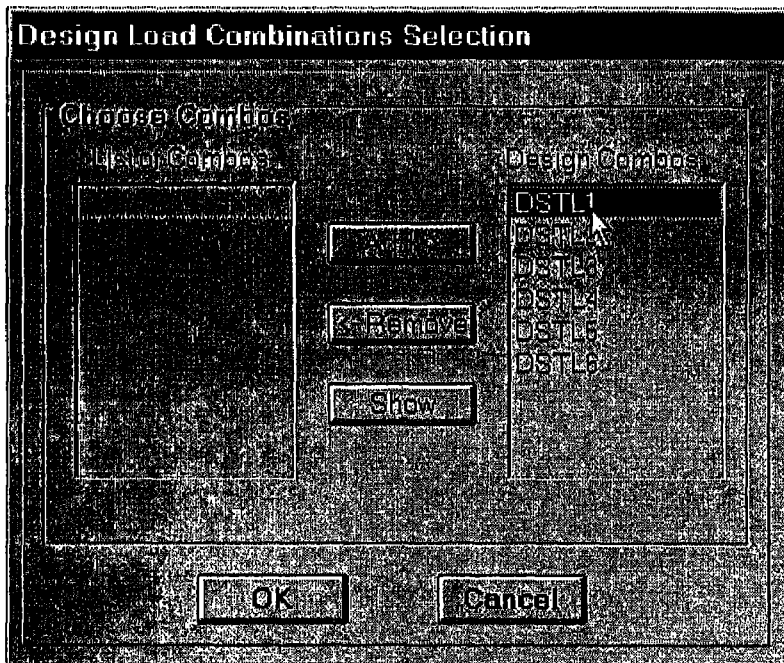 Design Load Combinations Selection
Choose Combos
List of Combos
Design Combos
DSTL1
DSTL2
DSTL3
DSTL4
DSTL5
DSTL6
<- Remove
Show
OK
Cancel